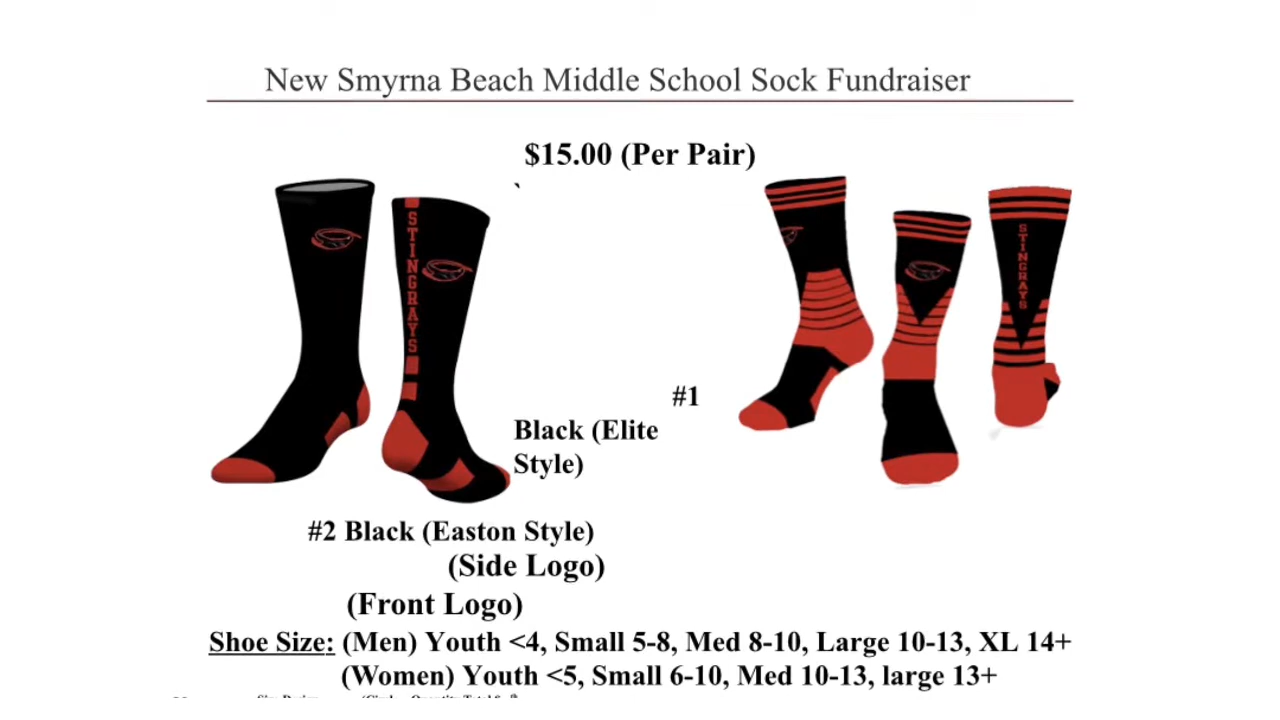 New Smyrna Beach Middle School Sock Fundraiser
$15.00 (Per Pair)
`
STINGRAYS
STINGRAYS
#1
Black (Elite
Style)
#2 Black (Easton Style)
(Side Logo)
(Front Logo)
Shoe Size: (Men) Youth <4, Small 5-8, Med 8-10, Large 10-13, XL 14+
(Women) Youth <5, Small 6-10, Med 10-13, large 13+